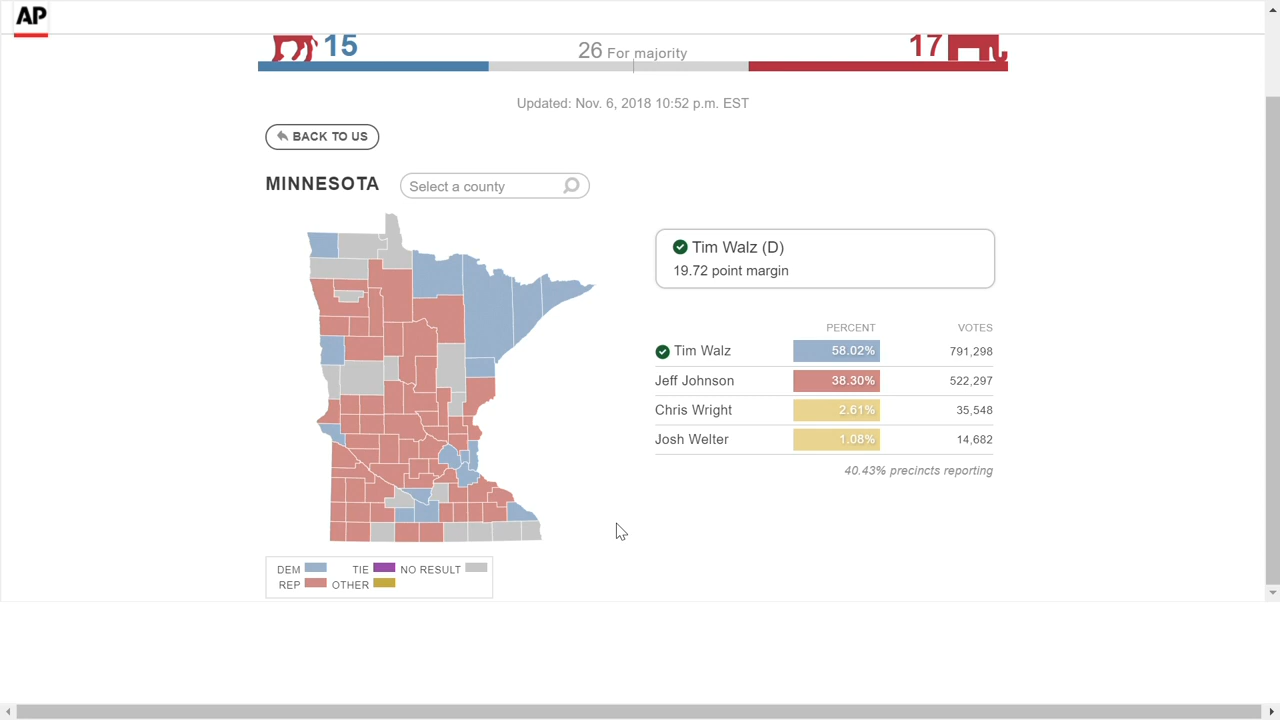 AP
15
26 For majority
17
Updated: Nov. 6, 2018 10:52 p.m. EST
BACK TO US
MINNESOTA
Select a county
Tim Walz (D)
19.72 point margin
PERCENT VOTES
Tim Walz 58.02% 791,298
Jeff Johnson 38.30% 522,297
Chris Wright 2.61% 35,548
Josh Welter 1.08% 14,682
40.43% precincts reporting
DEM TIE NO RESULT
REP OTHER